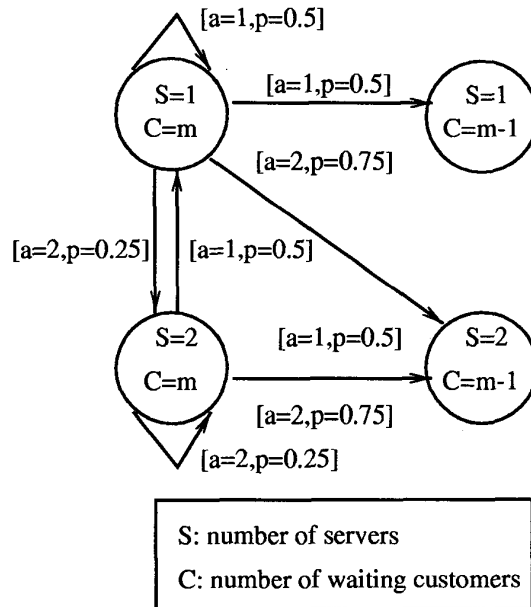 [a=1,p=0.5]
S=1
C=m
[a=1,p=0.5]
S=1
C=m-1
[a=2,p=0.75]
[a=2,p=0.25]
[a=1,p=0.5]
S=2
C=m
[a=1,p=0.5]
[a=2,p=0.75]
S=2
C=m-1
[a=2,p=0.25]
S: number of servers
C: number of waiting customers